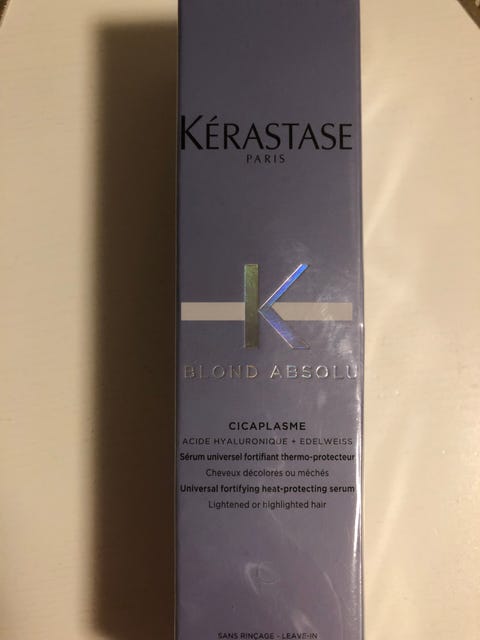 KÉRASTASE
PARIS
K
BLOND ABSOLU
CICAPLASME
ACIDE HYALURONIQUE + EDELWEISS
Sérum universel fortifiant thermo-protecteur
Cheveux décolorés ou méchés
Universal fortifying heat-protecting serum
Lightened or highlighted hair
SANS RINÇAGE - LEAVE-IN